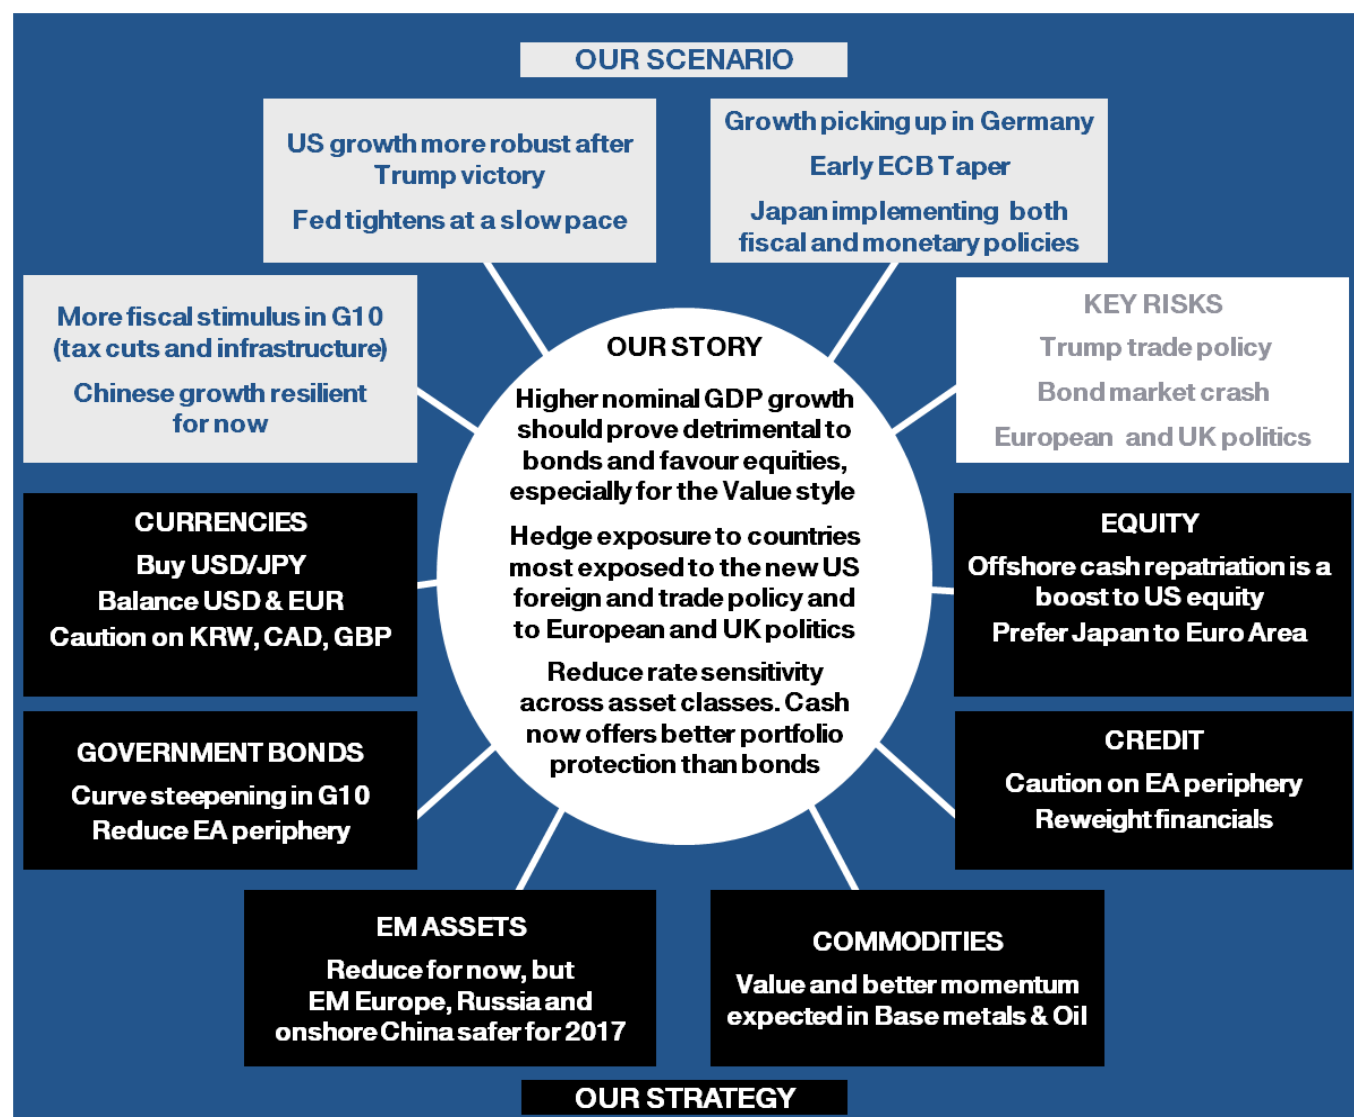 OUR SCENARIO
US growth more robust after
Trump victory
Fed tightens at a slow pace
Growth picking up in Germany
Early ECB Taper
Japan implementing both
fiscal and monetary policies
More fiscal stimulus in G10
(tax cuts and infrastructure)
Chinese growth resilient
for now
KEY RISKS
Trump trade policy
Bond market crash
European and UK politics
OUR STORY
Higher nominal GDP growth
should prove detrimental to
bonds and favour equities,
especially for the Value style
Hedge exposure to countries
most exposed to the new US
foreign and trade policy and
to European and UK politics
Reduce rate sensitivity
across asset classes. Cash
now offers better portfolio
protection than bonds
CURRENCIES
Buy USD/JPY
Balance USD & EUR
Caution on KRW, CAD, GBP
EQUITY
Offshore cash repatriation is a
boost to US equity
Prefer Japan to Euro Area
GOVERNMENT BONDS
Curve steepening in G10
Reduce EA periphery
CREDIT
Caution on EA periphery
Reweight financials
EM ASSETS
Reduce for now, but
EM Europe, Russia and
onshore China safer for 2017
COMMODITIES
Value and better momentum
expected in Base metals & Oil
OUR STRATEGY